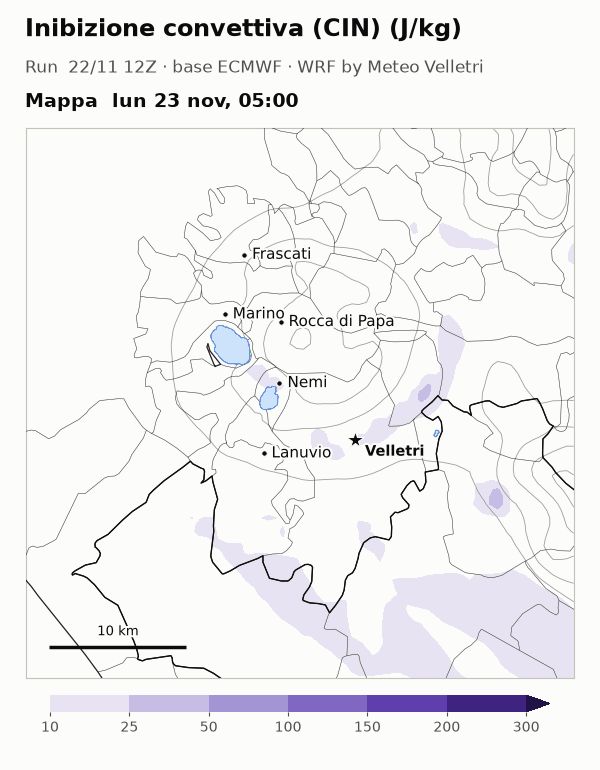 Inibizione convettiva (CIN) (J/kg)
Run  22/11 12Z · base ECMWF · WRF by Meteo Velletri
Mappa  lun 23 nov, 05:00
Frascati
Marino
Rocca di Papa
Nemi
Velletri
Lanuvio
10 km
10 25 50 100 150 200 300